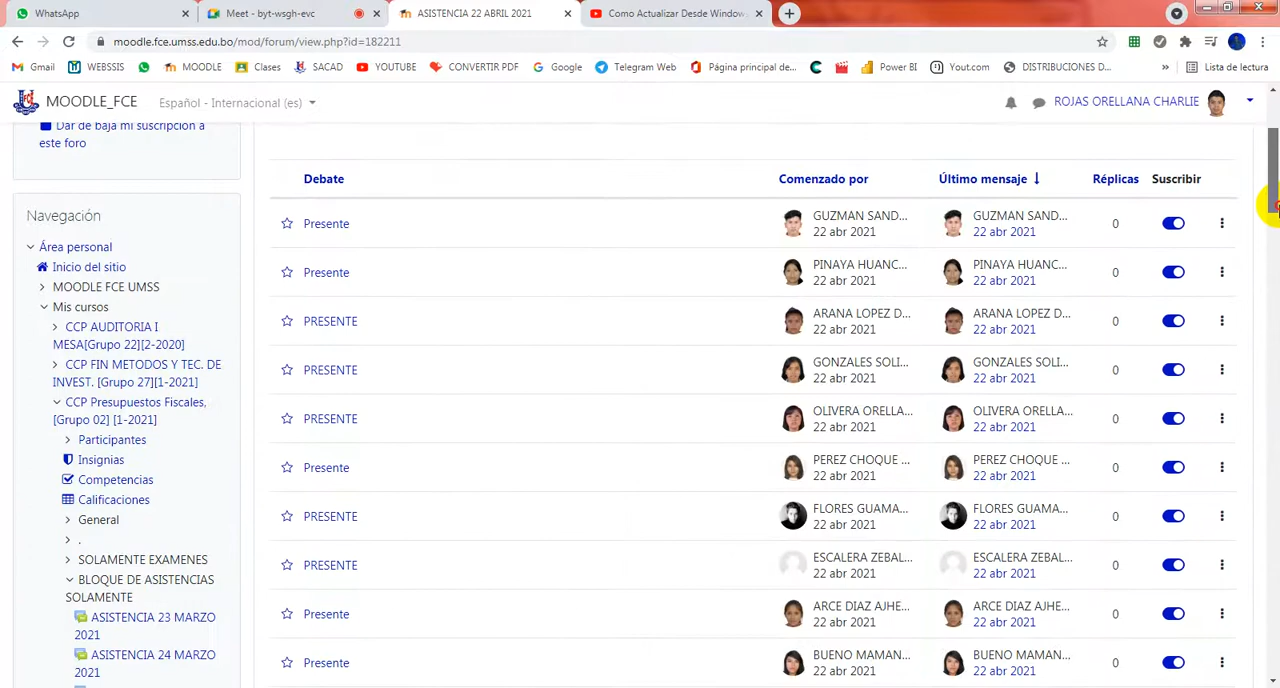 WhatsApp
Meet - byt-wsgh-evc
ASISTENCIA 22 ABRIL 2021
Como Actualizar Desde Window
moodle.fce.umss.edu.bo/mod/forum/view.php?id=182211
Gmail WEBSSIS MOODLE Clases SACAD YOUTUBE CONVERTIR PDF Google Telegram Web Página principal de... Power BI Yout.com DISTRIBUCIONES D... » Lista de lectura
MOODLE_FCE Español - Internacional (es) ROJAS ORELLANA CHARLIE
Dar de baja mi suscripción a
este foro
Navegación
Área personal
Inicio del sitio
MOODLE FCE UMSS
Mis cursos
CCP AUDITORIA I
MESA[Grupo 22][2-2020]
CCP FIN METODOS Y TEC. DE
INVEST. [Grupo 27][1-2021]
CCP Presupuestos Fiscales,
[Grupo 02] [1-2021]
Participantes
Insignias
Competencias
Calificaciones
General
.
SOLAMENTE EXAMENES
BLOQUE DE ASISTENCIAS
SOLAMENTE
ASISTENCIA 23 MARZO
2021
ASISTENCIA 24 MARZO
2021
Debate Comenzado por Último mensaje ↓ Réplicas Suscribir
Presente GUZMAN SAND... GUZMAN SAND... 0
22 abr 2021 22 abr 2021
Presente PINAYA HUANC... PINAYA HUANC... 0
22 abr 2021 22 abr 2021
PRESENTE ARANA LOPEZ D... ARANA LOPEZ D... 0
22 abr 2021 22 abr 2021
PRESENTE GONZALES SOLI... GONZALES SOLI... 0
22 abr 2021 22 abr 2021
PRESENTE OLIVERA ORELLA... OLIVERA ORELLA... 0
22 abr 2021 22 abr 2021
Presente PEREZ CHOQUE ... PEREZ CHOQUE ... 0
22 abr 2021 22 abr 2021
PRESENTE FLORES GUAMA... FLORES GUAMA... 0
22 abr 2021 22 abr 2021
PRESENTE ESCALERA ZEBAL... ESCALERA ZEBAL... 0
22 abr 2021 22 abr 2021
Presente ARCE DIAZ AJHE... ARCE DIAZ AJHE... 0
22 abr 2021 22 abr 2021
Presente BUENO MAMAN... BUENO MAMAN... 0
22 abr 2021 22 abr 2021